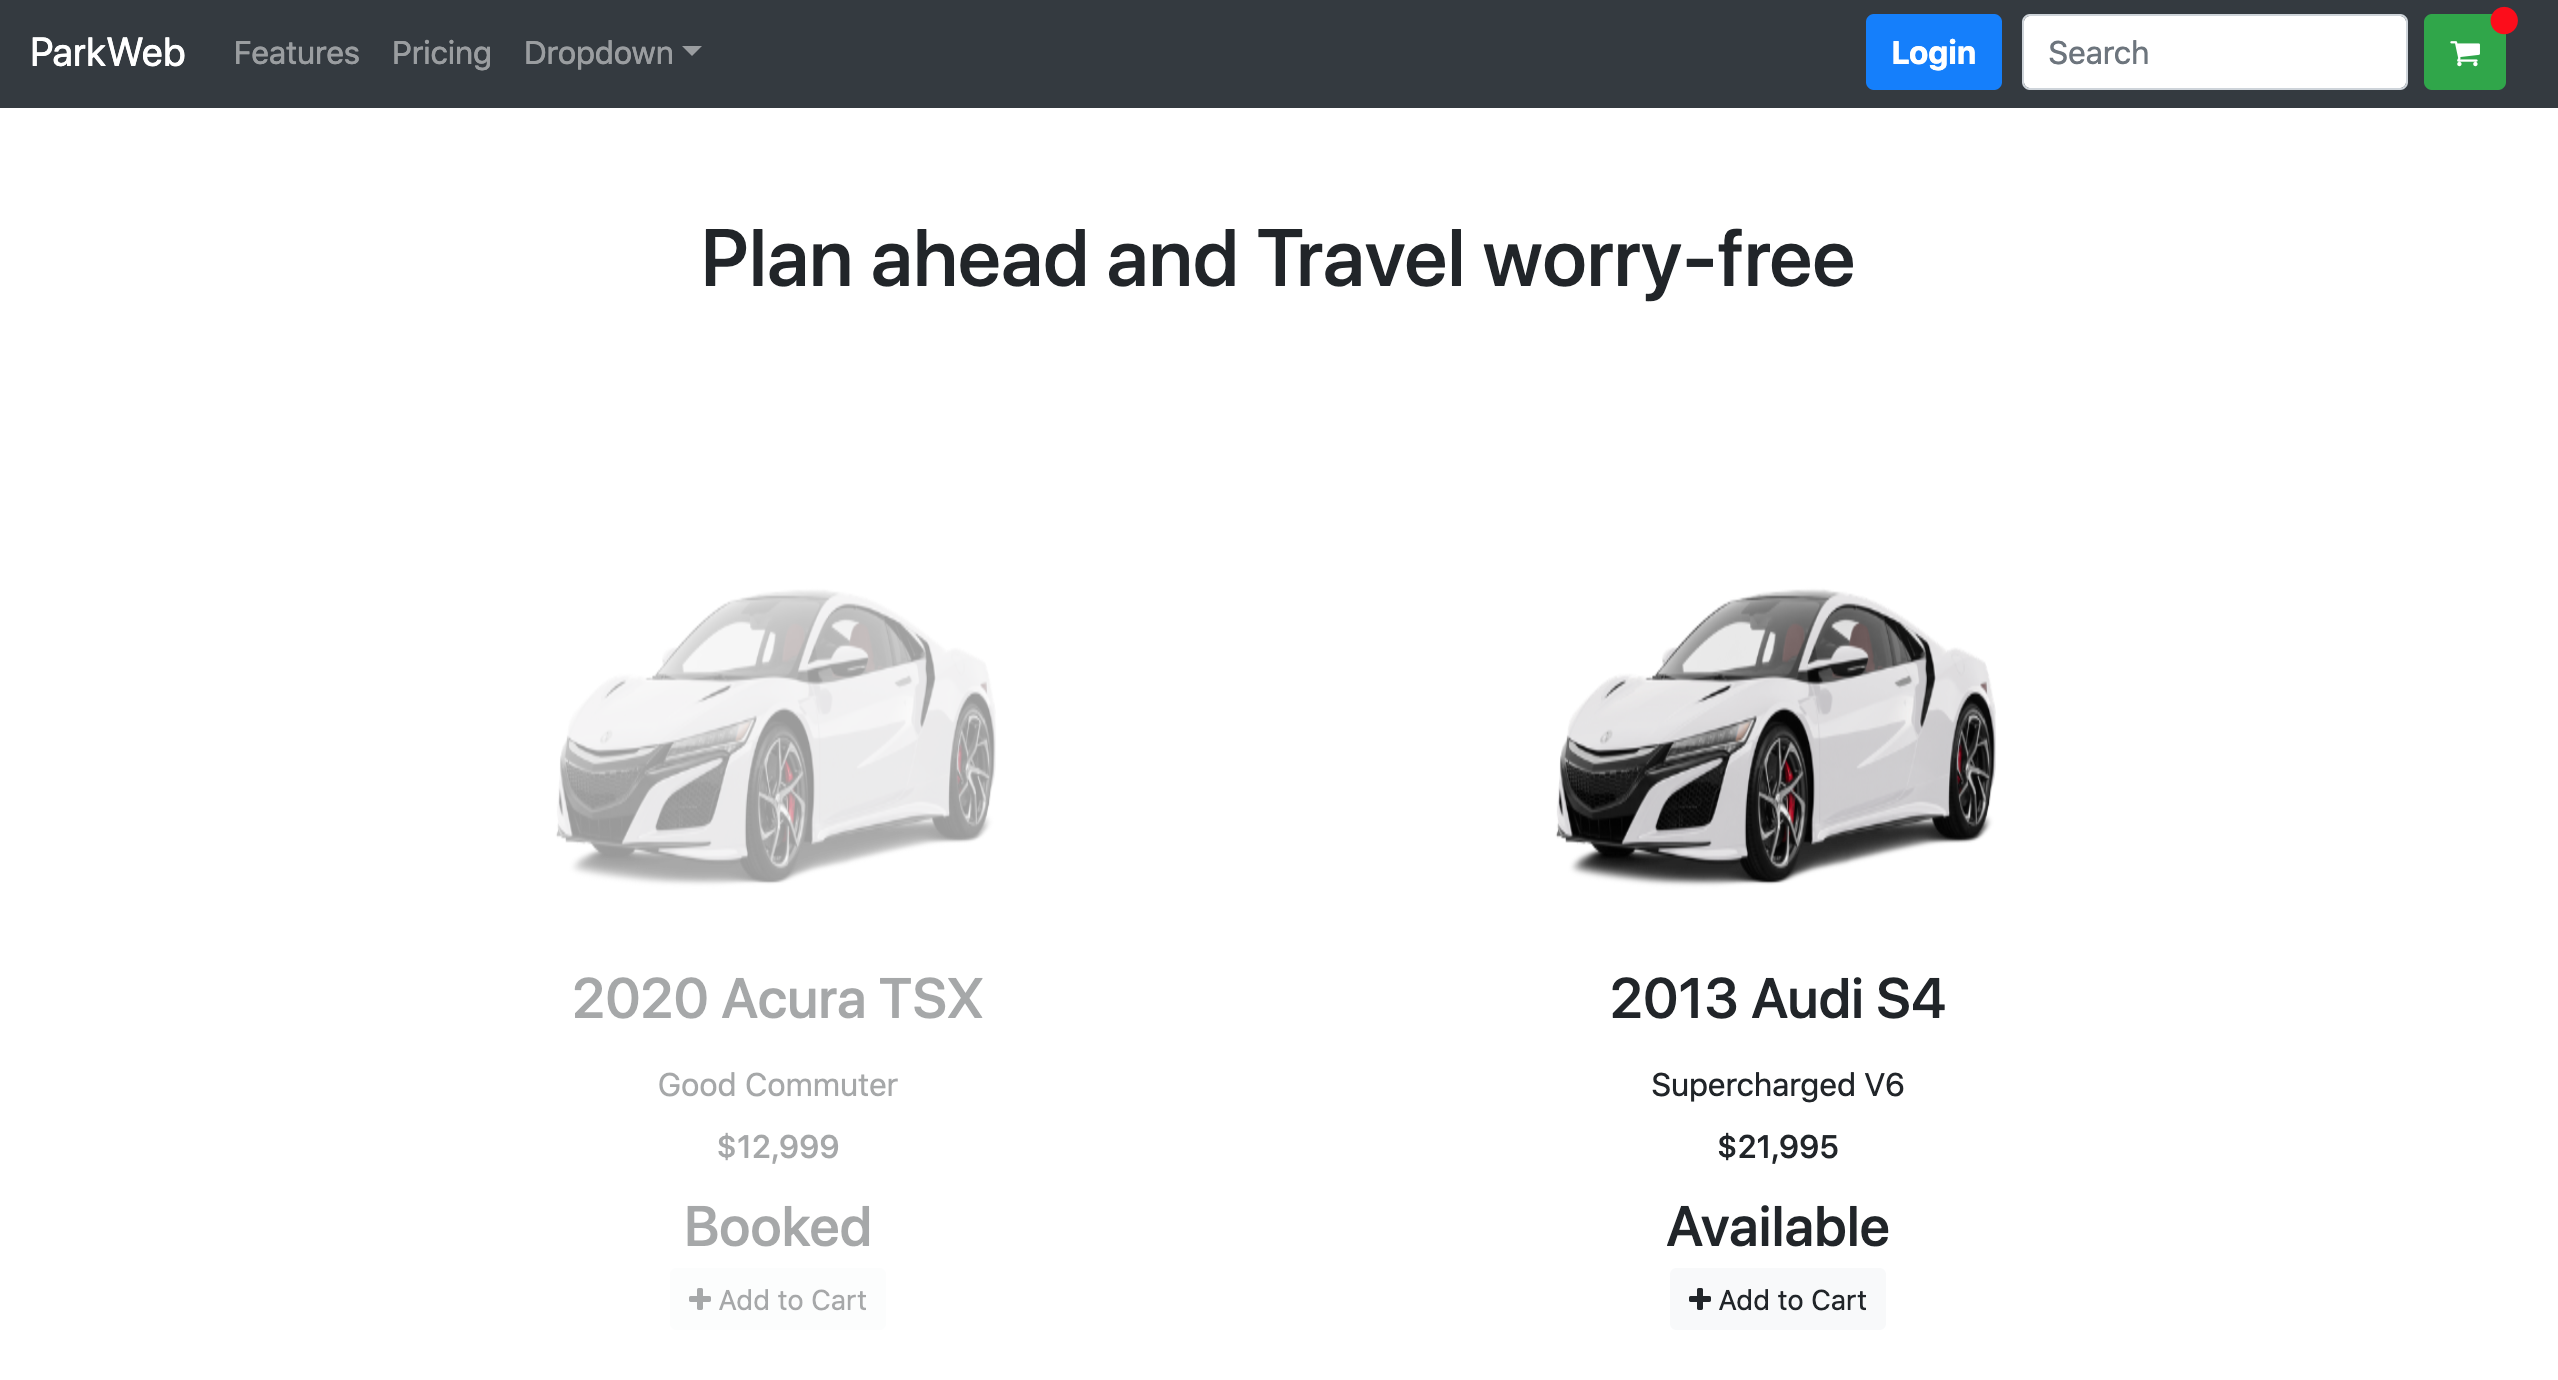 ParkWeb Features Pricing Dropdown Login Search
Plan ahead and Travel worry-free
2020 Acura TSX
Good Commuter
$12,999
Booked
Add to Cart
2013 Audi S4
Supercharged V6
$21,995
Available
Add to Cart